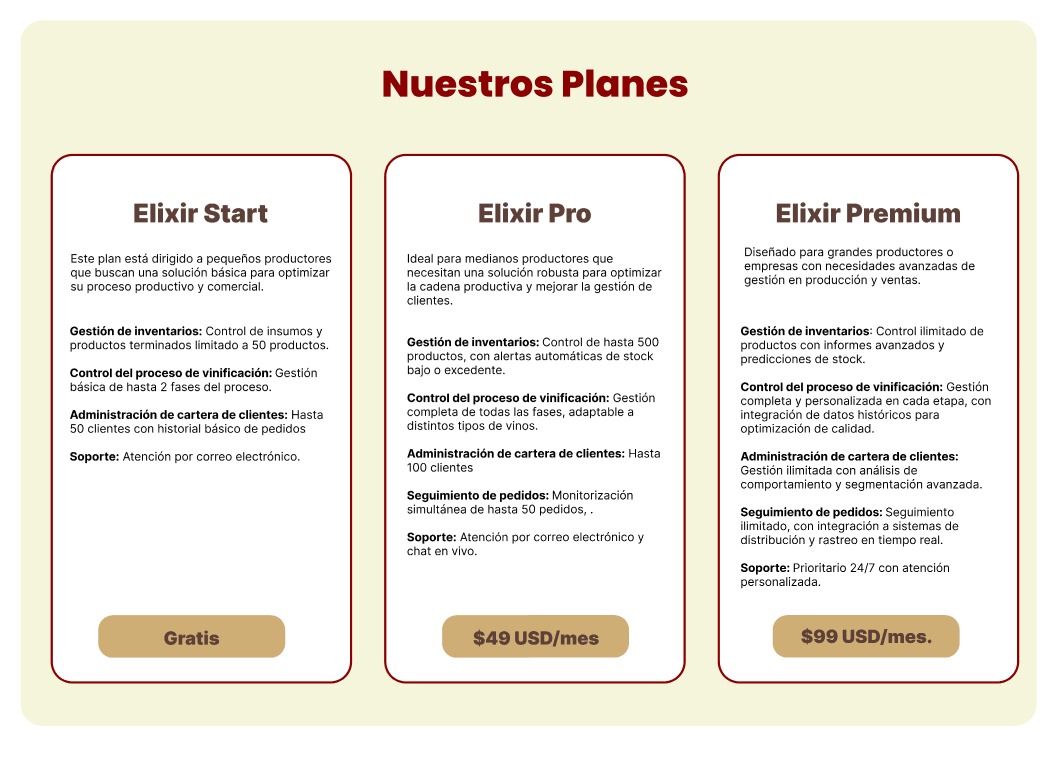 Nuestros Planes
Elixir Start
Este plan está dirigido a pequeños productores
que buscan una solución básica para optimizar
su proceso productivo y comercial.
Gestión de inventarios: Control de insumos y
productos terminados limitado a 50 productos.
Control del proceso de vinificación: Gestión
básica de hasta 2 fases del proceso.
Administración de cartera de clientes: Hasta
50 clientes con historial básico de pedidos
Soporte: Atención por correo electrónico.
Gratis
Elixir Pro
Ideal para medianos productores que
necesitan una solución robusta para optimizar
la cadena productiva y mejorar la gestión de
clientes.
Gestión de inventarios: Control de hasta 500
productos, con alertas automáticas de stock
bajo o excedente.
Control del proceso de vinificación: Gestión
completa de todas las fases, adaptable a
distintos tipos de vinos.
Administración de cartera de clientes: Hasta
100 clientes
Seguimiento de pedidos: Monitorización
simultánea de hasta 50 pedidos, .
Soporte: Atención por correo electrónico y
chat en vivo.
$49 USD/mes
Elixir Premium
Diseñado para grandes productores o
empresas con necesidades avanzadas de
gestión en producción y ventas.
Gestión de inventarios: Control ilimitado de
productos con informes avanzados y
predicciones de stock.
Control del proceso de vinificación: Gestión
completa y personalizada en cada etapa, con
integración de datos históricos para
optimización de calidad.
Administración de cartera de clientes:
Gestión ilimitada con análisis de
comportamiento y segmentación avanzada.
Seguimiento de pedidos: Seguimiento
ilimitado, con integración a sistemas de
distribución y rastreo en tiempo real.
Soporte: Prioritario 24/7 con atención
personalizada.
$99 USD/mes.